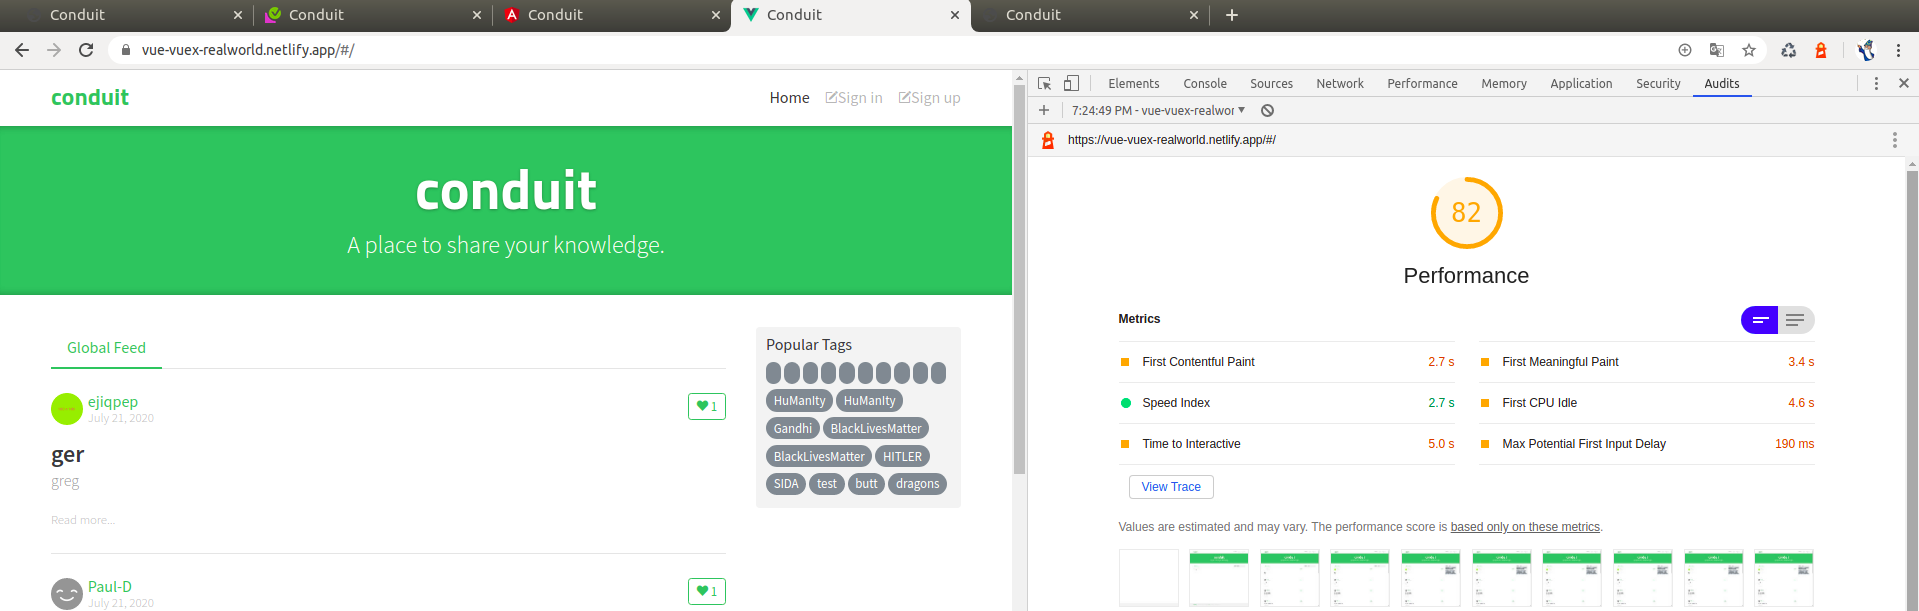 Conduit
Conduit
Conduit
Conduit
Conduit
vue-vuex-realworld.netlify.app/#/
conduit
Home Sign in Sign up
conduit
A place to share your knowledge.
Global Feed
ejiqpep
July 21, 2020
1
ger
greg
Read more...
Paul-D
July 21, 2020
1
Popular Tags
HuManIty HuManIty
Gandhi BlackLivesMatter
BlackLivesMatter HITLER
SIDA test butt dragons
Elements Console Sources Network Performance Memory Application Security Audits
7:24:49 PM - vue-vuex-realwor
https://vue-vuex-realworld.netlify.app/#/
82
Performance
Metrics
First Contentful Paint 2.7 s
First Meaningful Paint 3.4 s
Speed Index 2.7 s
First CPU Idle 4.6 s
Time to Interactive 5.0 s
Max Potential First Input Delay 190 ms
View Trace
Values are estimated and may vary. The performance score is based only on these metrics.